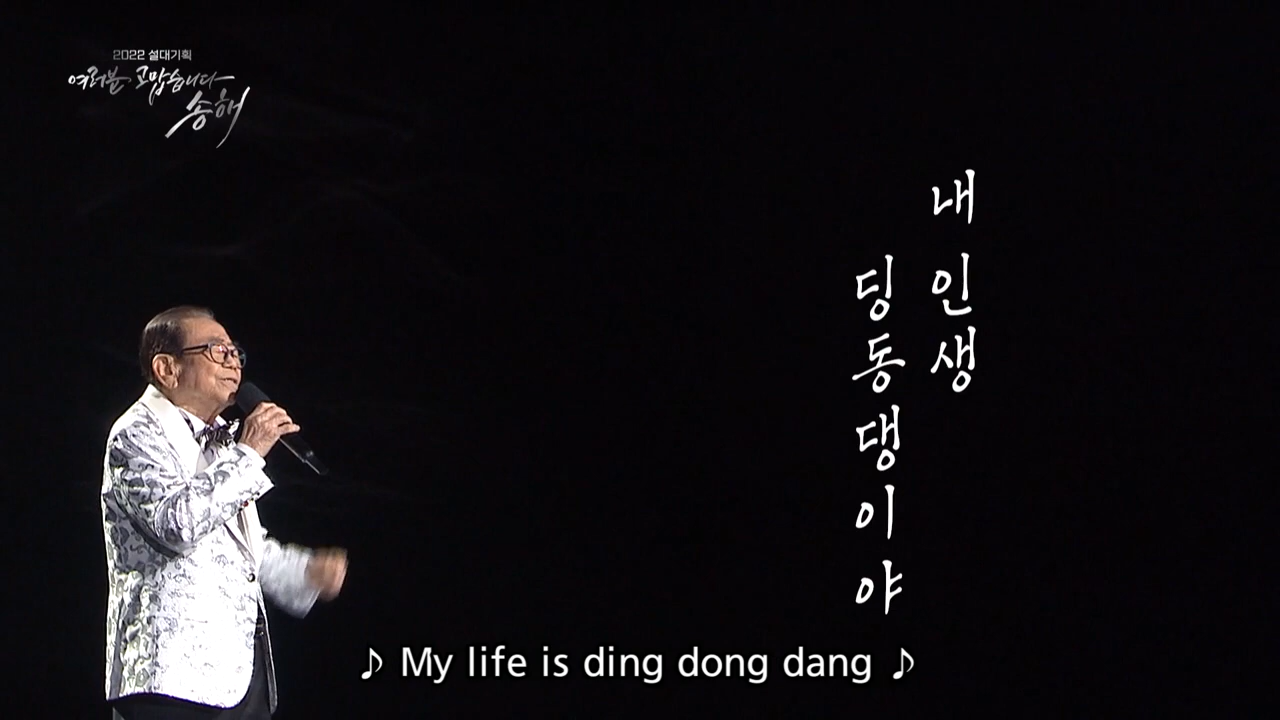 2022 설대기획
여러분 고맙습니다
송해
내 인생
딩동댕이야
♪ My life is ding dong dang ♪